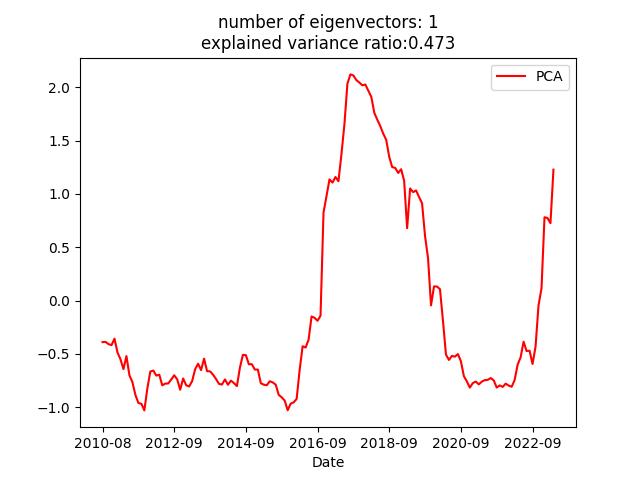 number of eigenvectors: 1
explained variance ratio:0.473
PCA
2.0
1.5
1.0
0.5
0.0
−0.5
−1.0
2010-08 2012-09 2014-09 2016-09 2018-09 2020-09 2022-09
Date